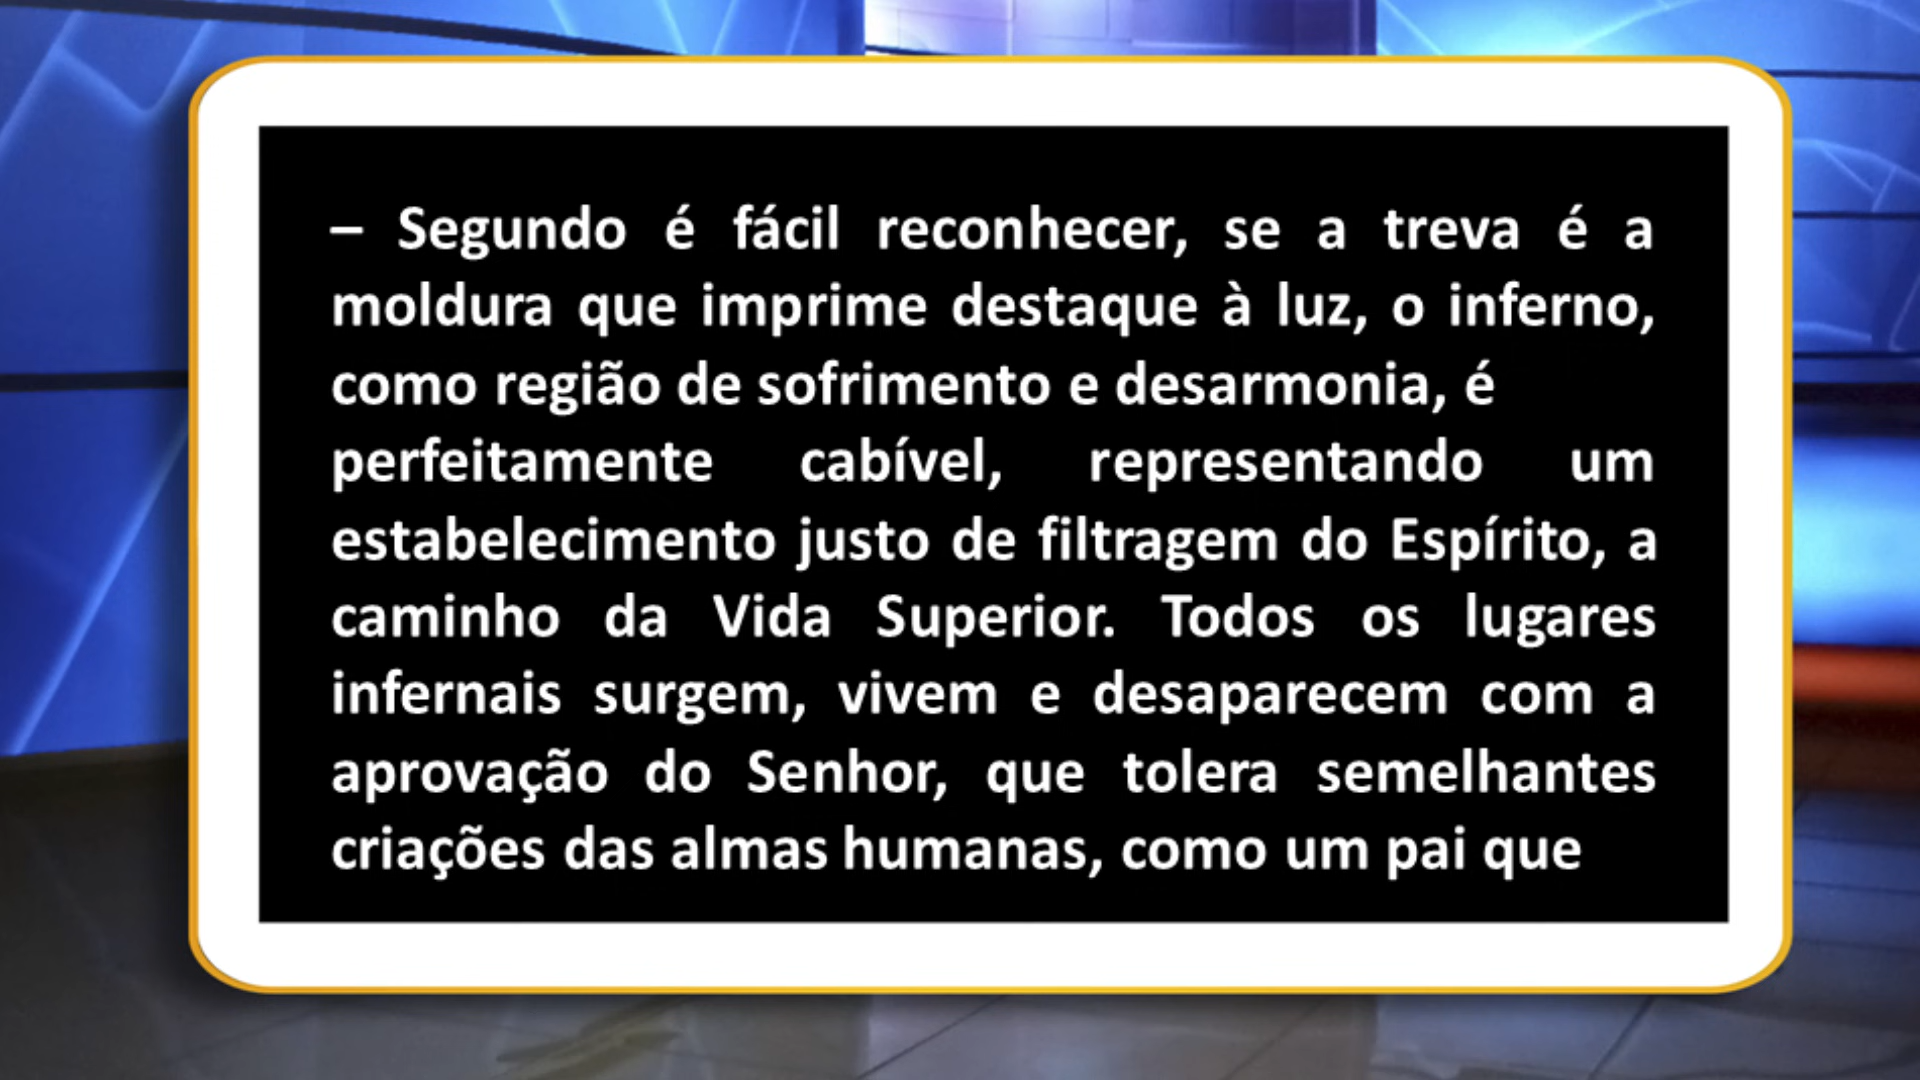 – Segundo é fácil reconhecer, se a treva é a
moldura que imprime destaque à luz, o inferno,
como região de sofrimento e desarmonia, é
perfeitamente cabível, representando um
estabelecimento justo de filtragem do Espírito, a
caminho da Vida Superior. Todos os lugares
infernais surgem, vivem e desaparecem com a
aprovação do Senhor, que tolera semelhantes
criações das almas humanas, como um pai que